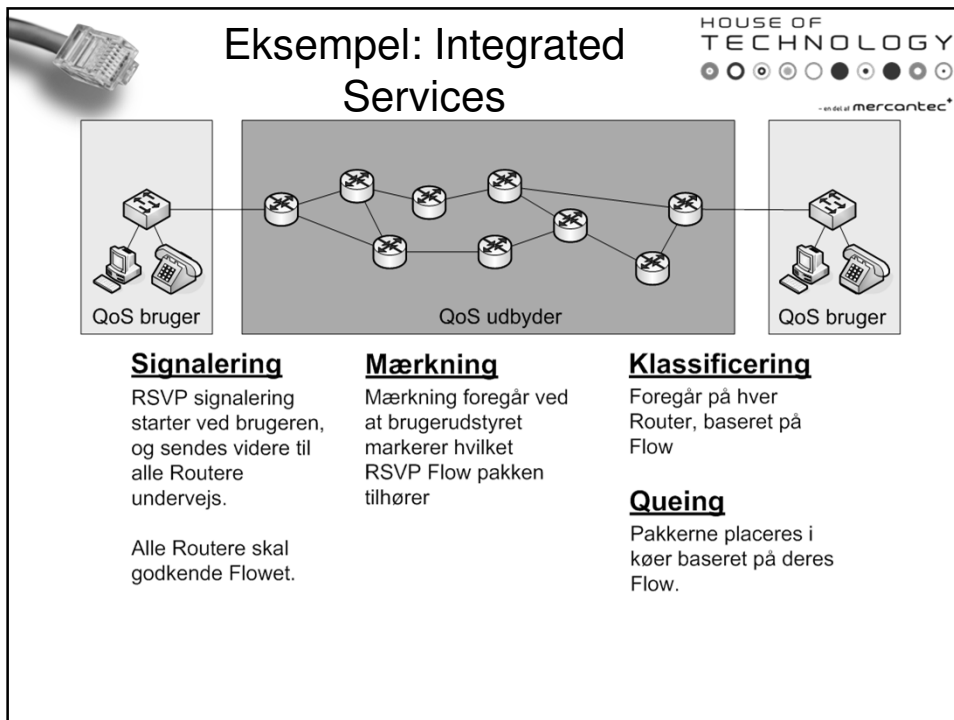 Eksempel: Integrated
Services
HOUSE OF
TECHNOLOGY
- en del af mercantec+
QoS bruger
QoS udbyder
QoS bruger
Signalering
RSVP signalering
starter ved brugeren,
og sendes videre til
alle Routere
undervejs.
Alle Routere skal
godkende Flowet.
Mærkning
Mærkning foregår ved
at brugerudstyret
markerer hvilket
RSVP Flow pakken
tilhører
Klassificering
Foregår på hver
Router, baseret på
Flow
Queing
Pakkerne placeres i
køer baseret på deres
Flow.